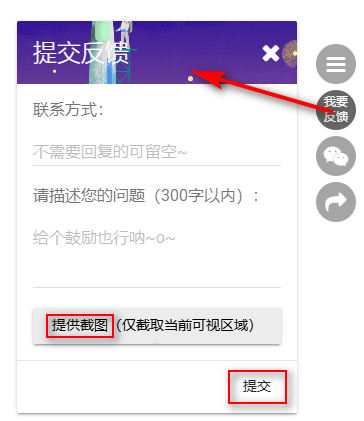 提交反馈
联系方式：
不需要回复的可留空~
请描述您的问题（300字以内）：
给个鼓励也行呐~o~
提供截图（仅截取当前可视区域）
提交
我要
反馈